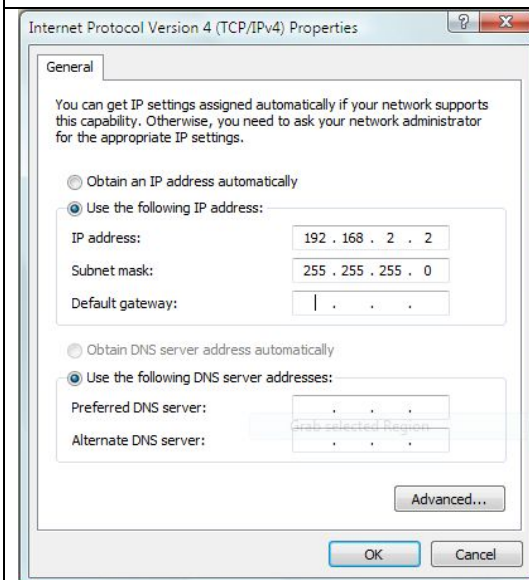 Internet Protocol Version 4 (TCP/IPv4) Properties
General
You can get IP settings assigned automatically if your network supports
this capability. Otherwise, you need to ask your network administrator
for the appropriate IP settings.
Obtain an IP address automatically
Use the following IP address:
IP address: 192 . 168 . 2 . 2
Subnet mask: 255 . 255 . 255 . 0
Default gateway: . . .
Obtain DNS server address automatically
Use the following DNS server addresses:
Preferred DNS server: . . .
Grab selected Region
Alternate DNS server: . . .
Advanced...
OK Cancel